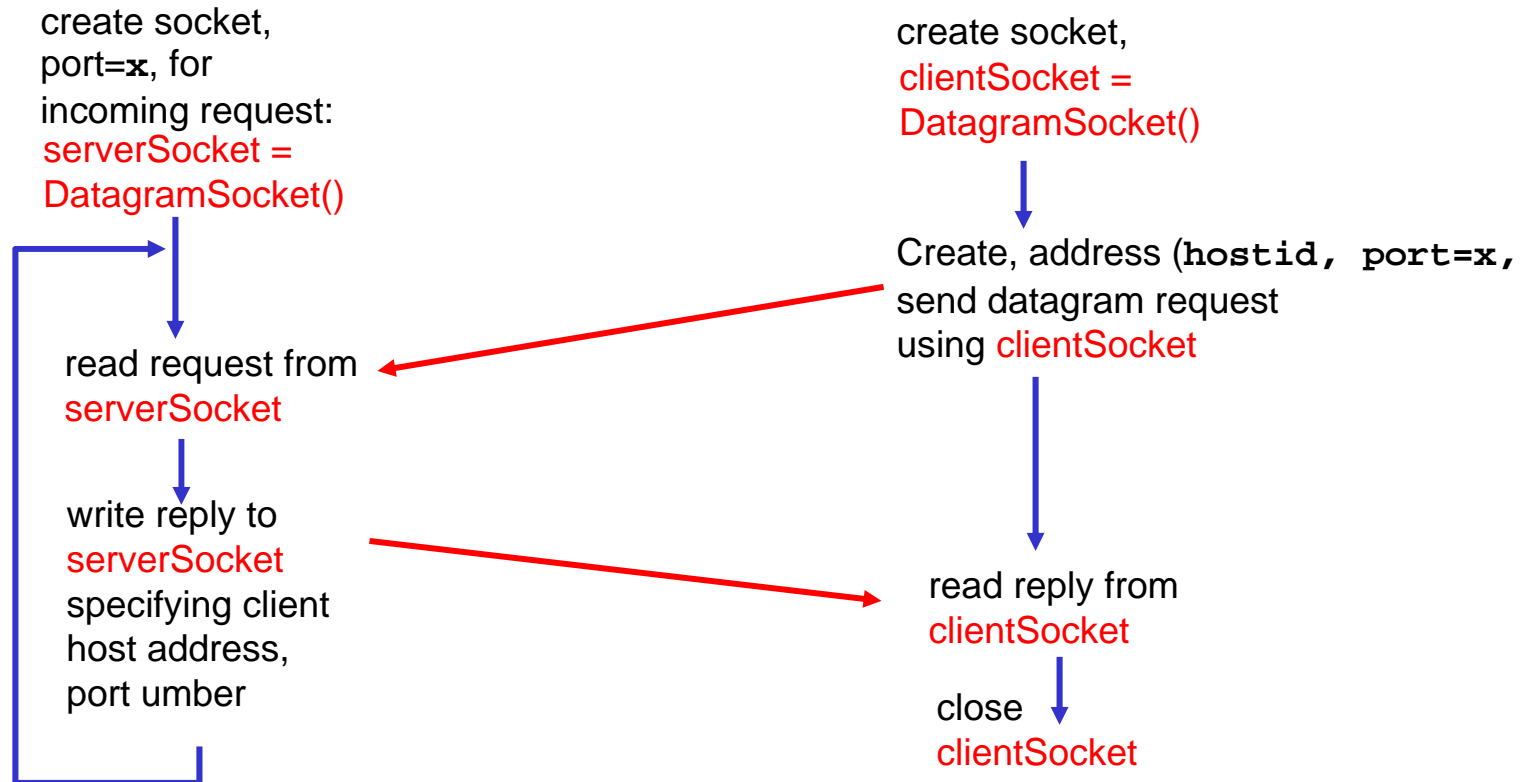 create socket,
port=x, for
incoming request:
serverSocket =
DatagramSocket()
read request from
serverSocket
write reply to
serverSocket
specifying client
host address,
port umber
create socket,
clientSocket =
DatagramSocket()
Create, address (hostid, port=x,
send datagram request
using clientSocket
read reply from
clientSocket
close
clientSocket